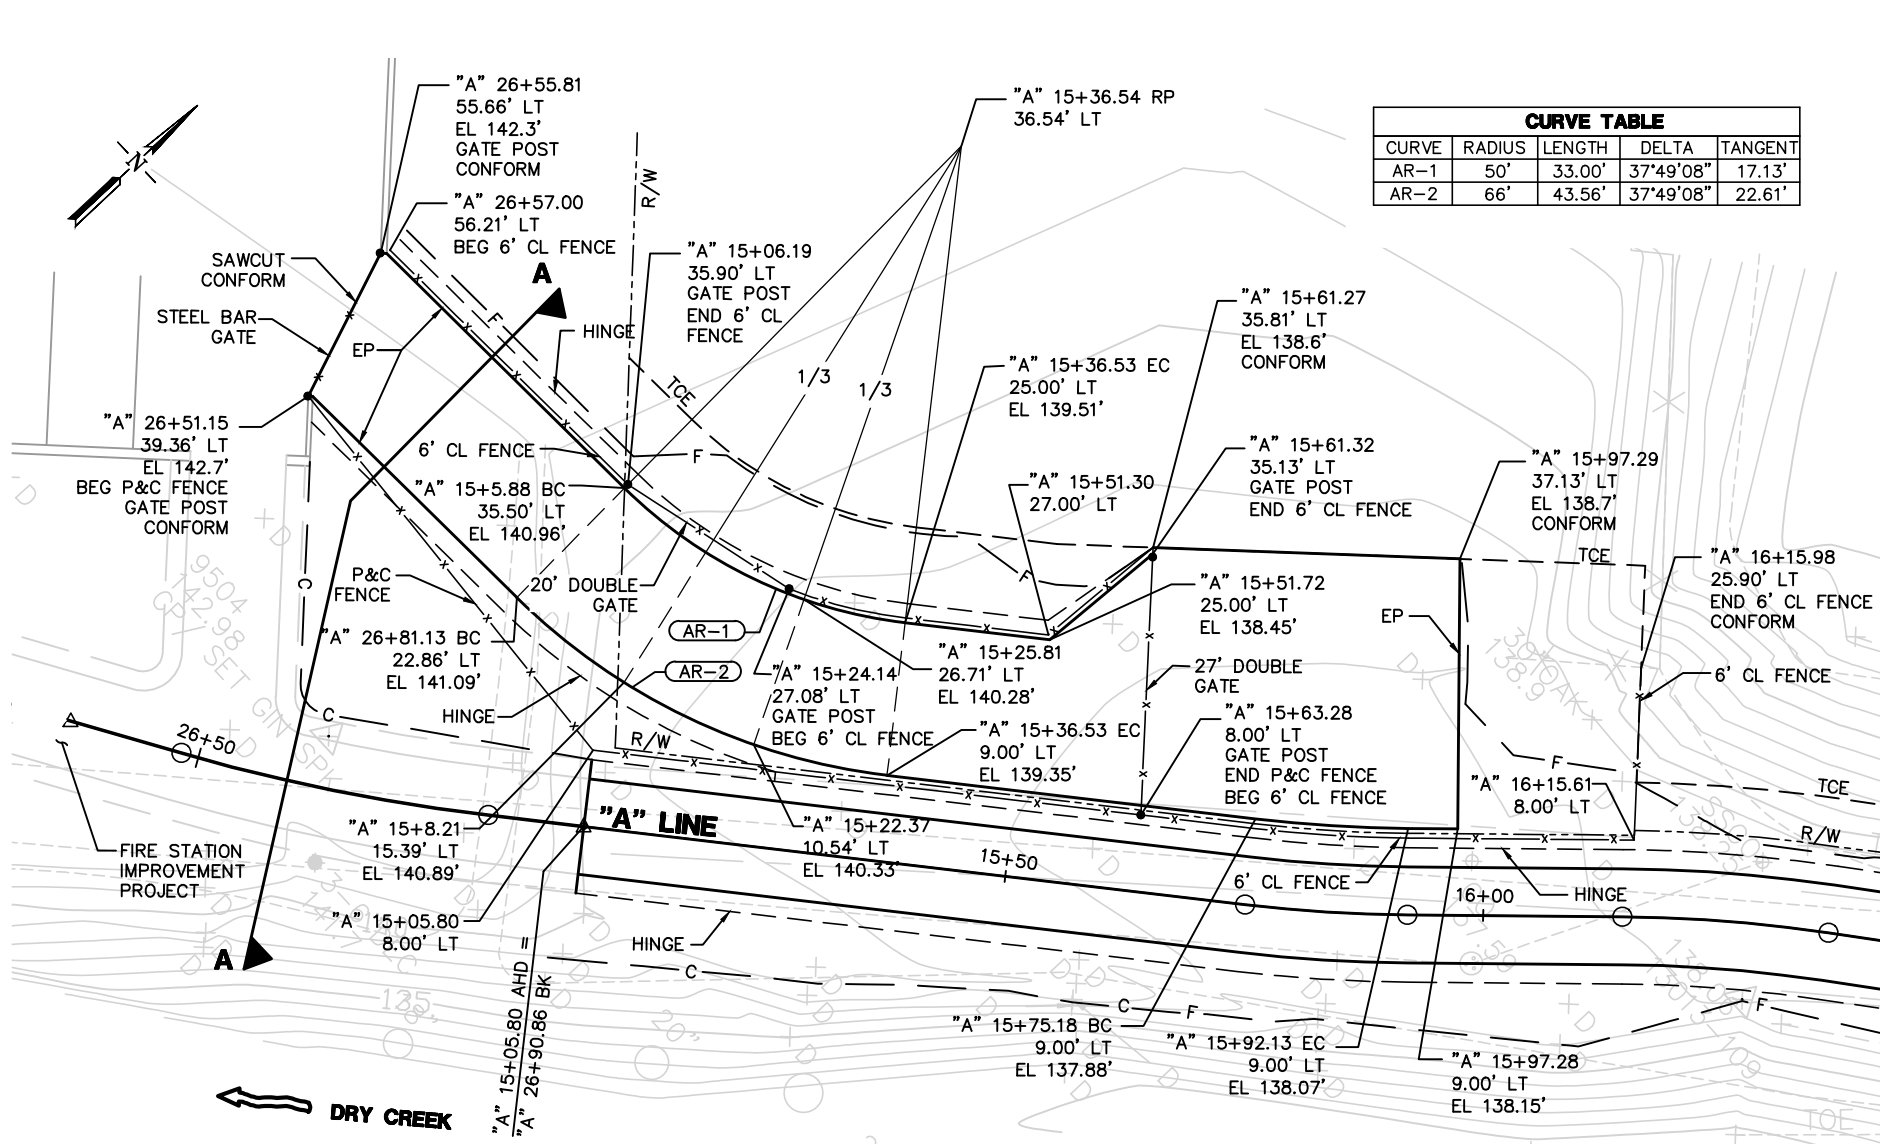 "A" 26+55.81
55.66' LT
EL 142.3'
GATE POST
CONFORM
"A" 26+57.00
56.21' LT
BEG 6' CL FENCE
A
N
SAWCUT
CONFORM
STEEL BAR
GATE
EP
"A" 26+51.15
39.36' LT
EL 142.7'
BEG P&C FENCE
GATE POST
CONFORM
R/W
"A" 15+36.54 RP
36.54' LT
CURVE TABLE
CURVE RADIUS LENGTH DELTA TANGENT
AR-1 50' 33.00' 37°49'08" 17.13'
AR-2 66' 43.56' 37°49'08" 22.61'
"A" 15+06.19
35.90' LT
GATE POST
END 6' CL
FENCE
F
HINGE
TCE
1/3
1/3
"A" 15+61.27
35.81' LT
EL 138.6'
CONFORM
"A" 15+36.53 EC
25.00' LT
EL 139.51'
6' CL FENCE
F
"A" 15+5.88 BC
35.50' LT
EL 140.96'
"A" 15+51.30
27.00' LT
"A" 15+61.32
35.13' LT
GATE POST
END 6' CL FENCE
"A" 15+97.29
37.13' LT
EL 138.7'
CONFORM
TCE
"A" 16+15.98
25.90' LT
END 6' CL FENCE
CONFORM
P&C
FENCE
C
20' DOUBLE
GATE
F
"A" 15+51.72
25.00' LT
EL 138.45'
EP
AR-1
AR-2
"A" 26+81.13 BC
22.86' LT
EL 141.09'
HINGE
"A" 15+25.81
26.71' LT
EL 140.28'
"A" 15+24.14
27.08' LT
GATE POST
BEG 6' CL FENCE
27' DOUBLE
GATE
6' CL FENCE
C
R/W
"A" 15+36.53 EC
9.00' LT
EL 139.35'
"A" 15+63.28
8.00' LT
GATE POST
END P&C FENCE
BEG 6' CL FENCE
F
"A" 16+15.61
8.00' LT
TCE
R/W
26+50
"A" LINE
"A" 15+8.21
15.39' LT
EL 140.89'
"A" 15+22.37
10.54' LT
EL 140.33'
15+50
6' CL FENCE
16+00
HINGE
FIRE STATION
IMPROVEMENT
PROJECT
"A" 15+05.80
8.00' LT
HINGE
A
C
C
F
F
"A" 15+05.80 AHD =
"A" 26+90.86 BK
"A" 15+75.18 BC
9.00' LT
EL 137.88'
"A" 15+92.13 EC
9.00' LT
EL 138.07'
"A" 15+97.28
9.00' LT
EL 138.15'
DRY CREEK
9504
142.98
SET GIN SPK
138.9
135
20"
109
TOE